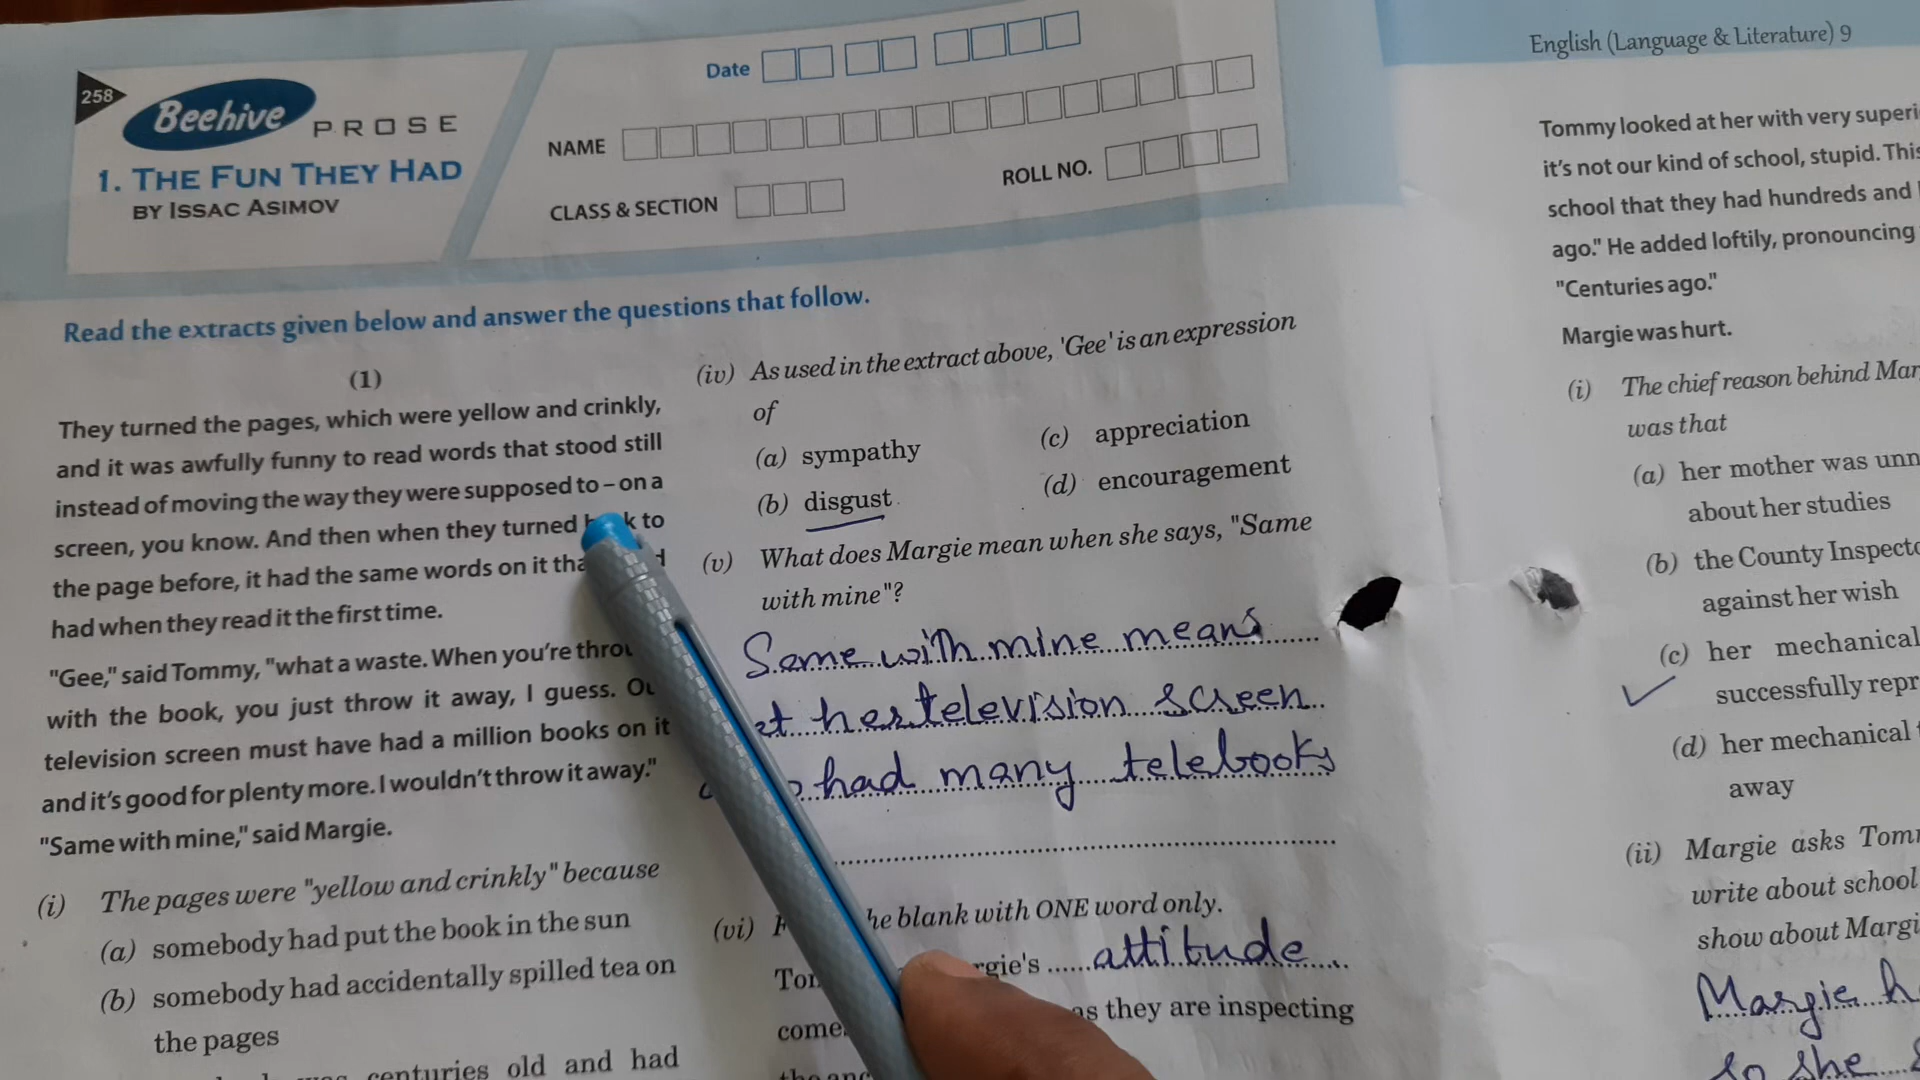 258
Beehive PROSE
1. THE FUN THEY HAD
BY ISSAC ASIMOV
Date
NAME
CLASS & SECTION
ROLL NO.
Read the extracts given below and answer the questions that follow.
(1)
They turned the pages, which were yellow and crinkly,
and it was awfully funny to read words that stood still
instead of moving the way they were supposed to – on a
screen, you know. And then when they turned to
the page before, it had the same words on it
had when they read it the first time.
"Gee," said Tommy, "what a waste. When you're
with the book, you just throw it away, I guess.
television screen must have had a million books on it
and it's good for plenty more. I wouldn't throw it away."
"Same with mine," said Margie.
(i) The pages were "yellow and crinkly" because
(a) somebody had put the book in the sun
(b) somebody had accidentally spilled tea on
the pages
centuries old and had
(iv) As used in the extract above, 'Gee' is an expression
of
(a) sympathy
(c) appreciation
(b) disgust
(d) encouragement
(v) What does Margie mean when she says, "Same
with mine"?
Same with mine means
her television screen
had many telebooks
(vi) blank with ONE word only.
attitude
they are inspecting
English (Language & Literature) 9
Tommy looked at her with very
it's not our kind of school, stupid.
school that they had hundreds and
ago." He added loftily, pronouncing
"Centuries ago."
Margie was hurt.
(i) The chief reason behind
was that
(a) her mother was
about her studies
(b) the County
against her wish
(c) her mechanical
successfully
(d) her mechanical
away
(ii) Margie asks
write about school
show about
Margie
so she